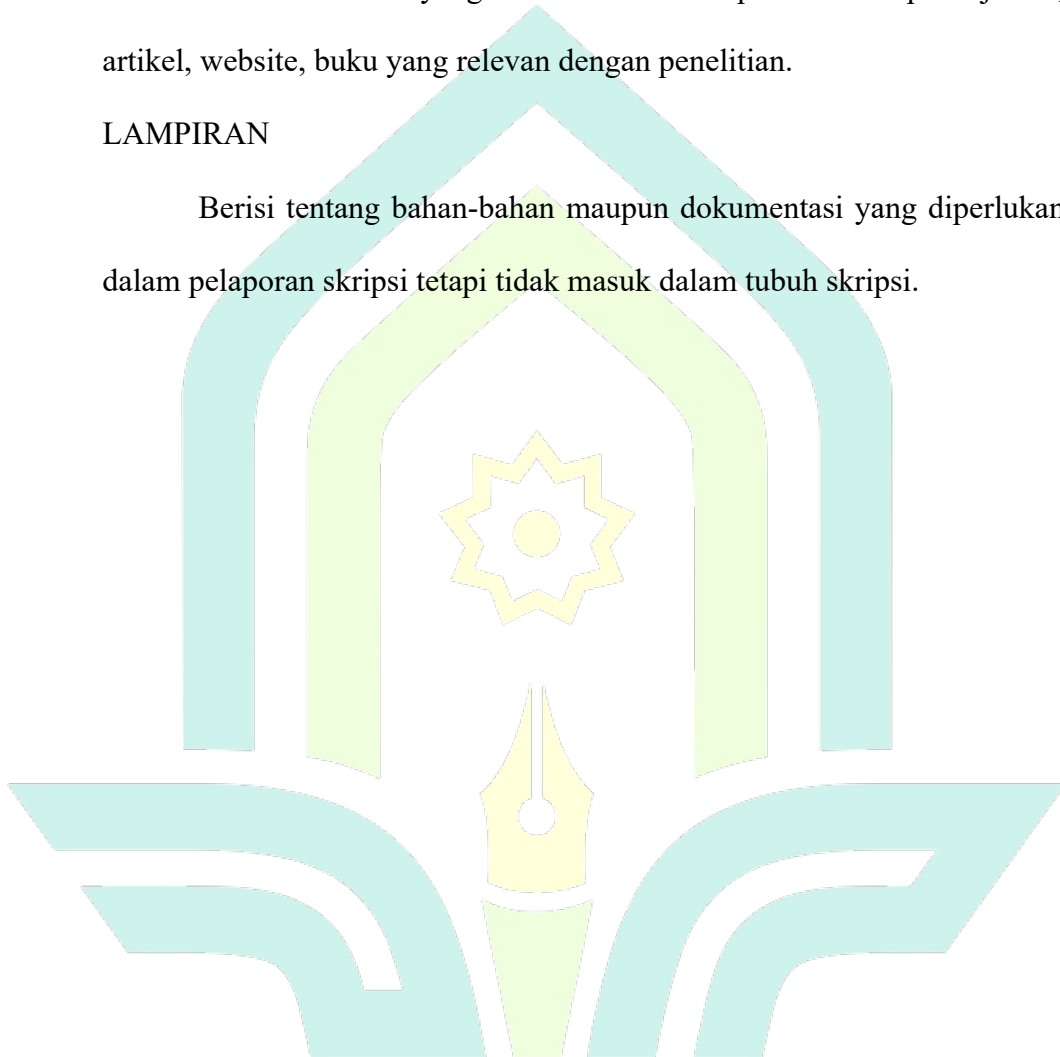 yang
artikel, website, buku yang relevan dengan penelitian.
LAMPIRAN
Berisi tentang bahan-bahan maupun dokumentasi yang diperlukan
dalam pelaporan skripsi tetapi tidak masuk dalam tubuh skripsi.